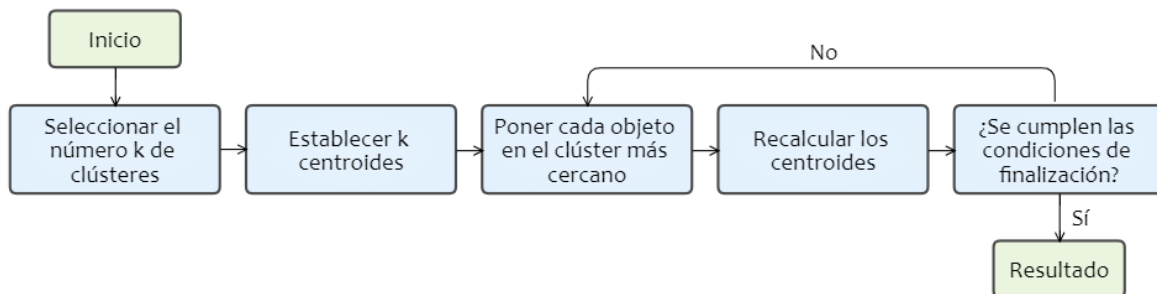 Inicio
No
Seleccionar el
número k de
clústeres
Establecer k
centroides
Poner cada objeto
en el clúster más
cercano
Recalcular los
centroides
¿Se cumplen las
condiciones de
finalización?
Sí
Resultado